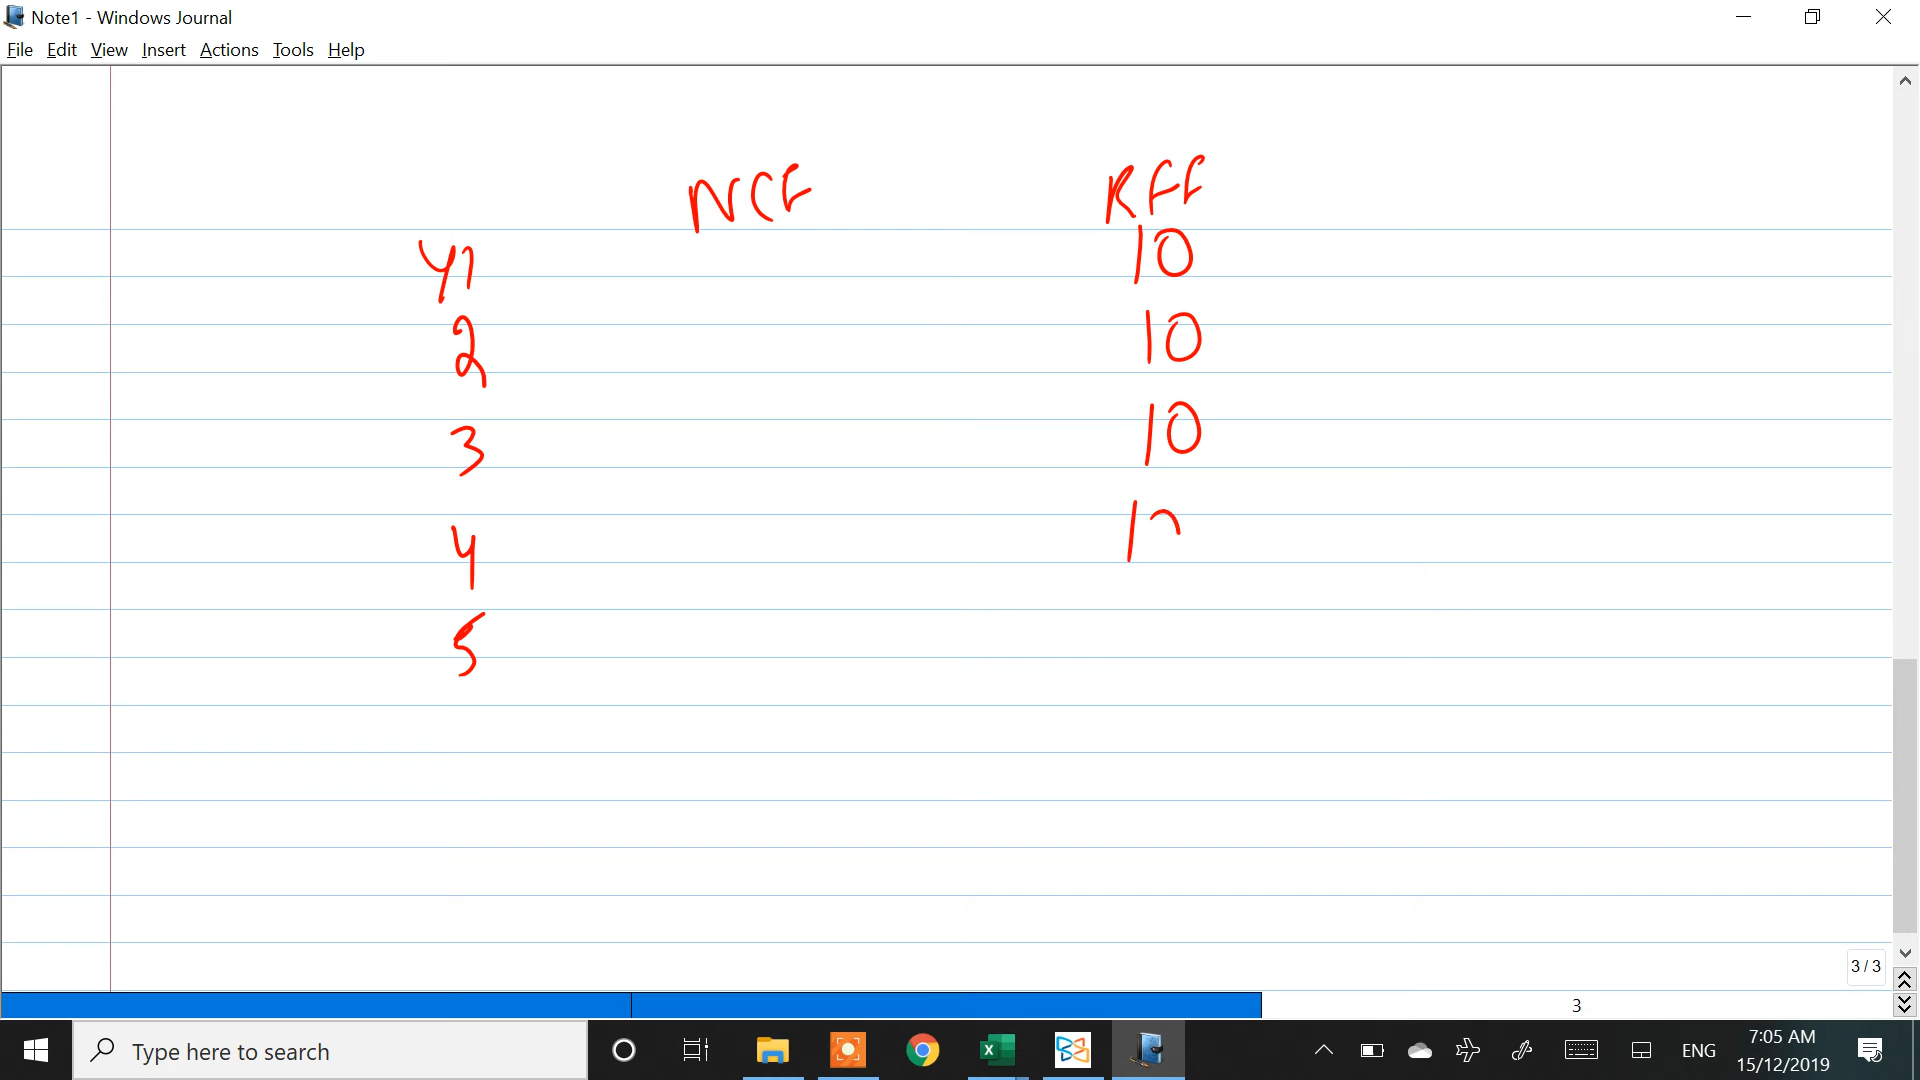 Note1 - Windows Journal
File Edit View Insert Actions Tools Help
NCF RFF
Y1 10
2 10
3 10
4
5
3 / 3
3
Type here to search
ENG
7:05 AM
15/12/2019